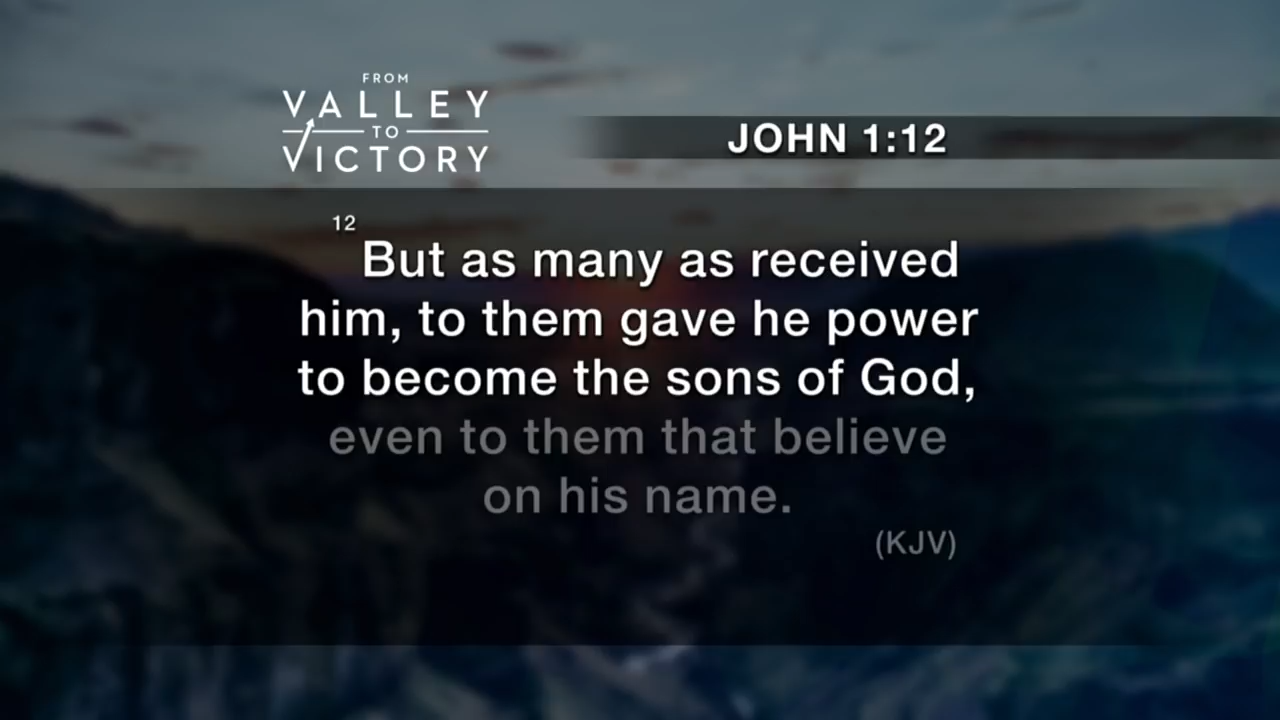 FROM
VALLEY
TO
VICTORY
JOHN 1:12
12
But as many as received
him, to them gave he power
to become the sons of God,
even to them that believe
on his name.
(KJV)